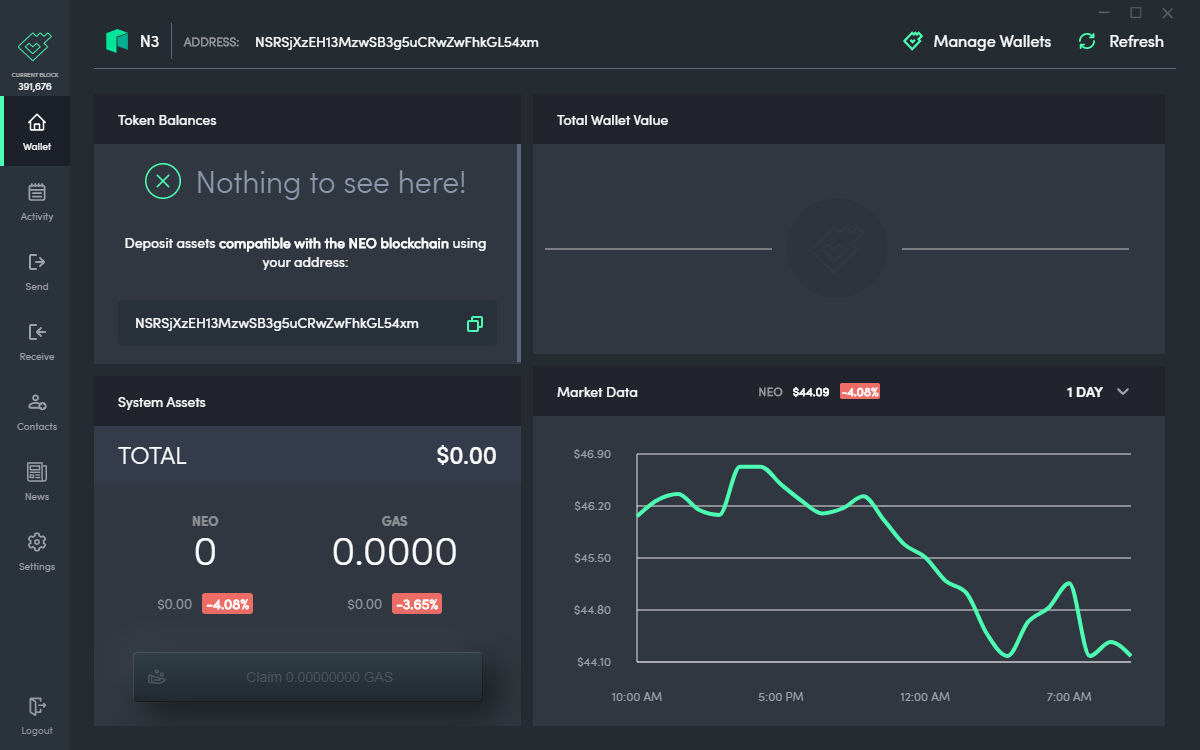 CURRENT BLOCK
391,676
Wallet
Activity
Send
Receive
Contacts
News
Settings
Logout
N3 ADDRESS: NSRSjXzEH13MzwSB3g5uCRwZwFhkGL54xm
Manage Wallets Refresh
Token Balances
Nothing to see here!
Deposit assets compatible with the NEO blockchain using
your address:
NSRSjXzEH13MzwSB3g5uCRwZwFhkGL54xm
Total Wallet Value
System Assets
TOTAL $0.00
NEO GAS
0 0.0000
$0.00 -4.08% $0.00 -3.65%
Claim 0.00000000 GAS
Market Data NEO $44.09 -4.08% 1 DAY
$46.90
$46.20
$45.50
$44.80
$44.10
10:00 AM 5:00 PM 12:00 AM 7:00 AM